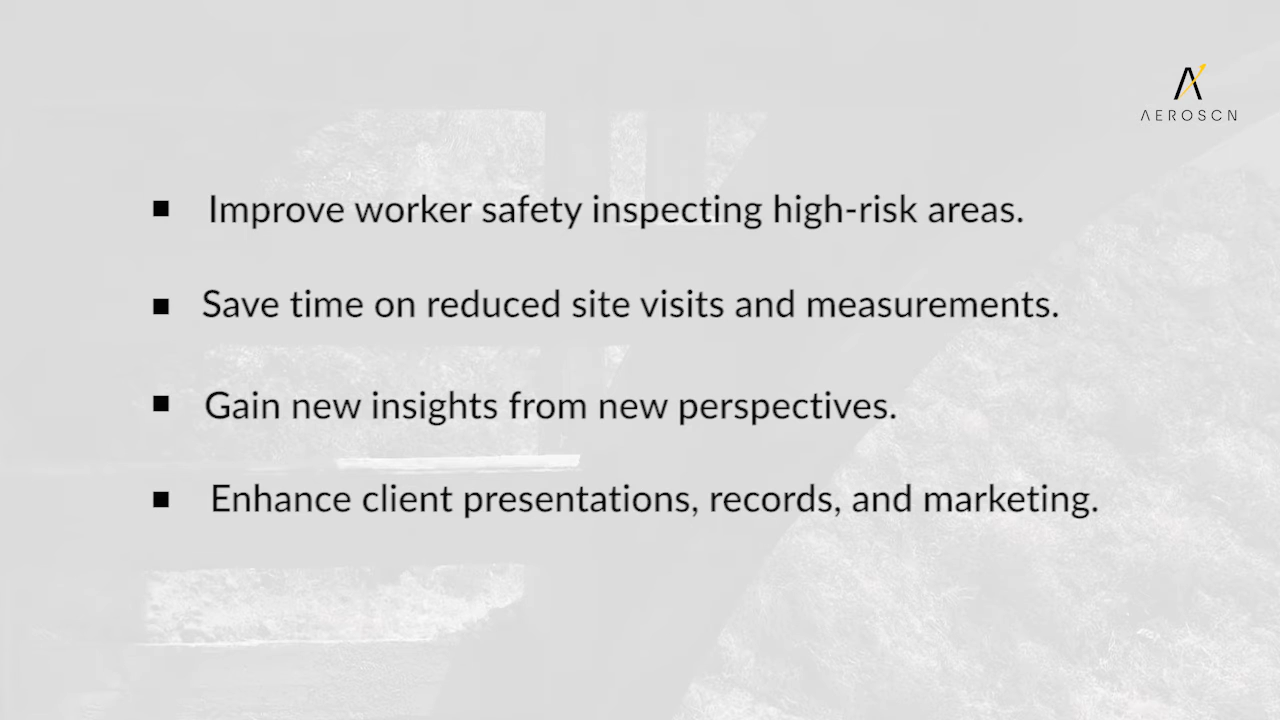 AEROSCN
■ Improve worker safety inspecting high-risk areas.
■ Save time on reduced site visits and measurements.
■ Gain new insights from new perspectives.
■ Enhance client presentations, records, and marketing.